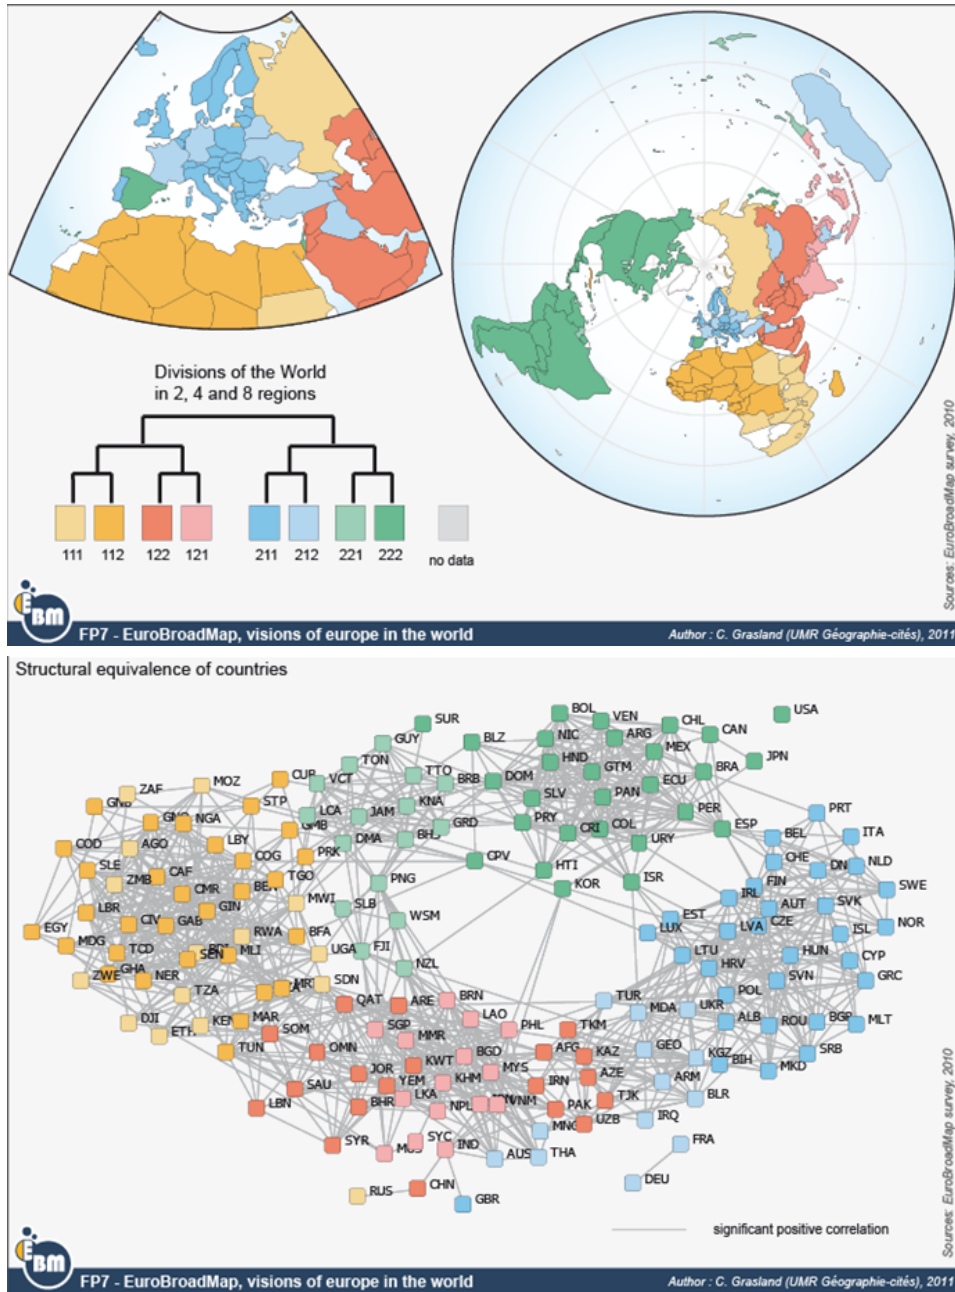 Divisions of the World
in 2, 4 and 8 regions
111 112 122 121 211 212 221 222 no data
Sources: EuroBroadMap survey, 2010
EBM
FP7 - EuroBroadMap, visions of europe in the world
Author : C. Grasland (UMR Géographie-cités), 2011
Structural equivalence of countries
SUR
BOL
VEN
CHL
CAN
USA
GUY
BLZ
NIC
ARG
MEX
JPN
TON
TTO
HND
GTM
BRA
ZAF
MOZ
CUB
VCT
BRB
DOM
ECU
GNB
STP
KNA
SLV
PAN
PER
PRT
NGA
LCA
JAM
GRD
PRY
CRI
COL
ESP
BEL
ITA
COD
AGO
LBY
GMB
DMA
BHS
URY
CHE
NLD
SLE
CAF
COG
PRK
CPV
HTI
ISR
FIN
SWE
ZMB
CMR
BEN
TGO
PNG
KOR
IRL
AUT
SVK
LBR
CIV
GAB
GIN
MWI
SLB
WSM
EST
LUX
LVA
CZE
ISL
NOR
EGY
MDG
TCD
RWA
BFA
UGA
FJI
LTU
HUN
CYP
GHA
SEN
MLI
NZL
HRV
SVN
GRC
ZWE
NER
TZA
SDN
QAT
ARE
BRN
TUR
MDA
UKR
POL
DJI
ETH
KEN
MAR
SOM
SGP
LAO
PHL
TKM
ALB
ROU
MLT
TUN
OMN
MMR
BGD
AFG
KAZ
GEO
KGZ
BIH
MKD
SRB
SAU
JOR
KWT
MYS
AZE
ARM
LBN
BHR
YEM
KHM
IRN
TJK
BLR
LKA
NPL
VNM
PAK
UZB
IRQ
SYR
SYC
IND
AUS
THA
FRA
DEU
RUS
CHN
GBR
significant positive correlation
Sources: EuroBroadMap survey, 2010
EBM
FP7 - EuroBroadMap, visions of europe in the world
Author : C. Grasland (UMR Géographie-cités), 2011